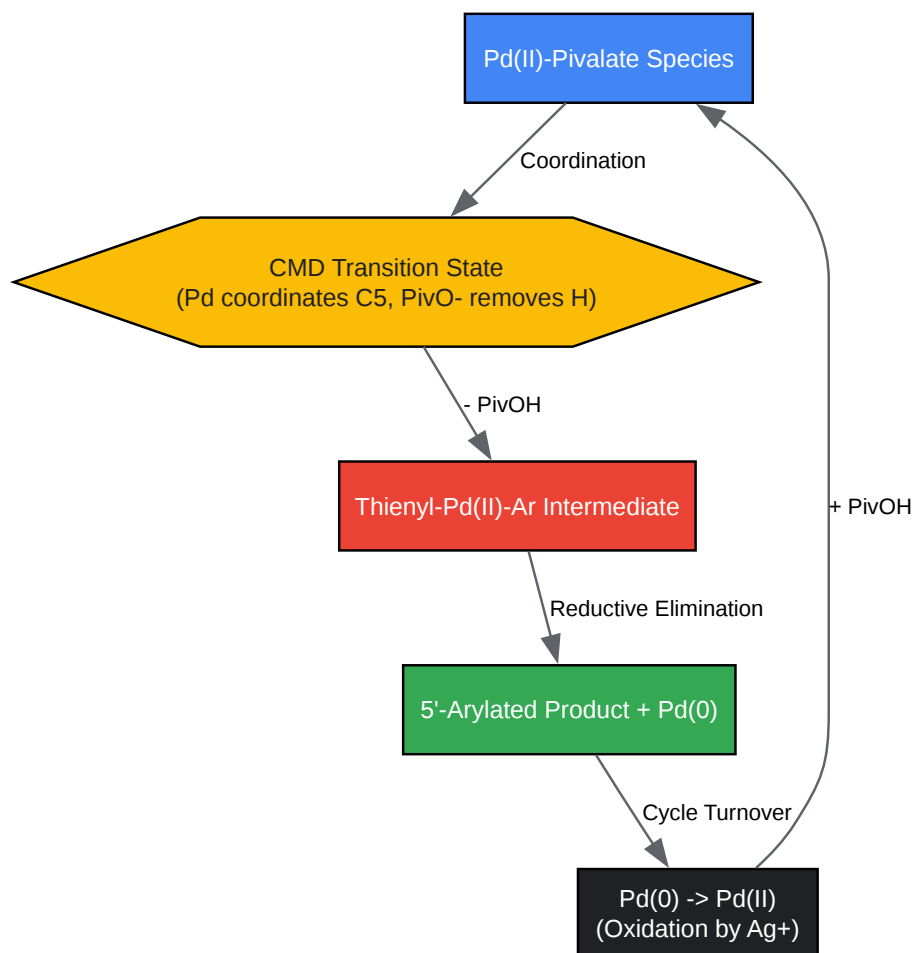 Pd(II)-Pivalate Species
Coordination
CMD Transition State
(Pd coordinates C5, PivO- removes H)
- PivOH
Thienyl-Pd(II)-Ar Intermediate
+ PivOH
Reductive Elimination
5'-Arylated Product + Pd(0)
Cycle Turnover
Pd(0) -> Pd(II)
(Oxidation by Ag+)